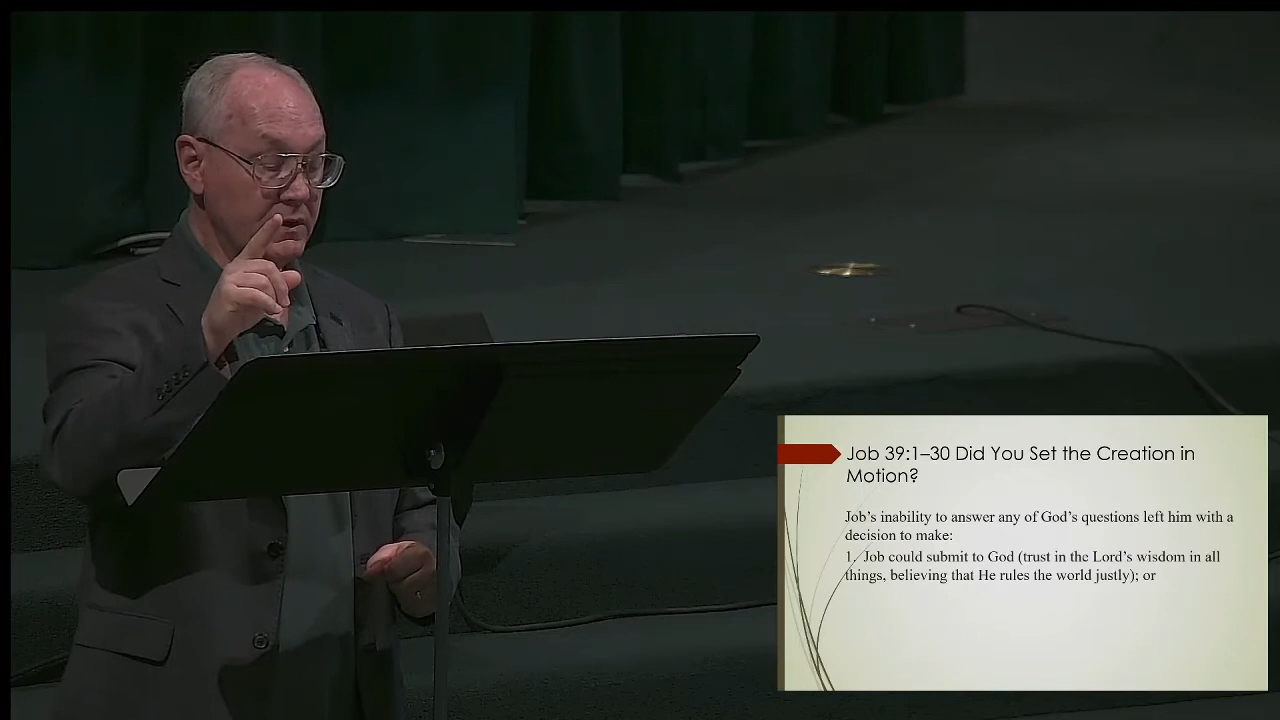 Job 39:1–30 Did You Set the Creation in
Motion?
Job's inability to answer any of God's questions left him with a
decision to make:
1. Job could submit to God (trust in the Lord's wisdom in all
things, believing that He rules the world justly); or